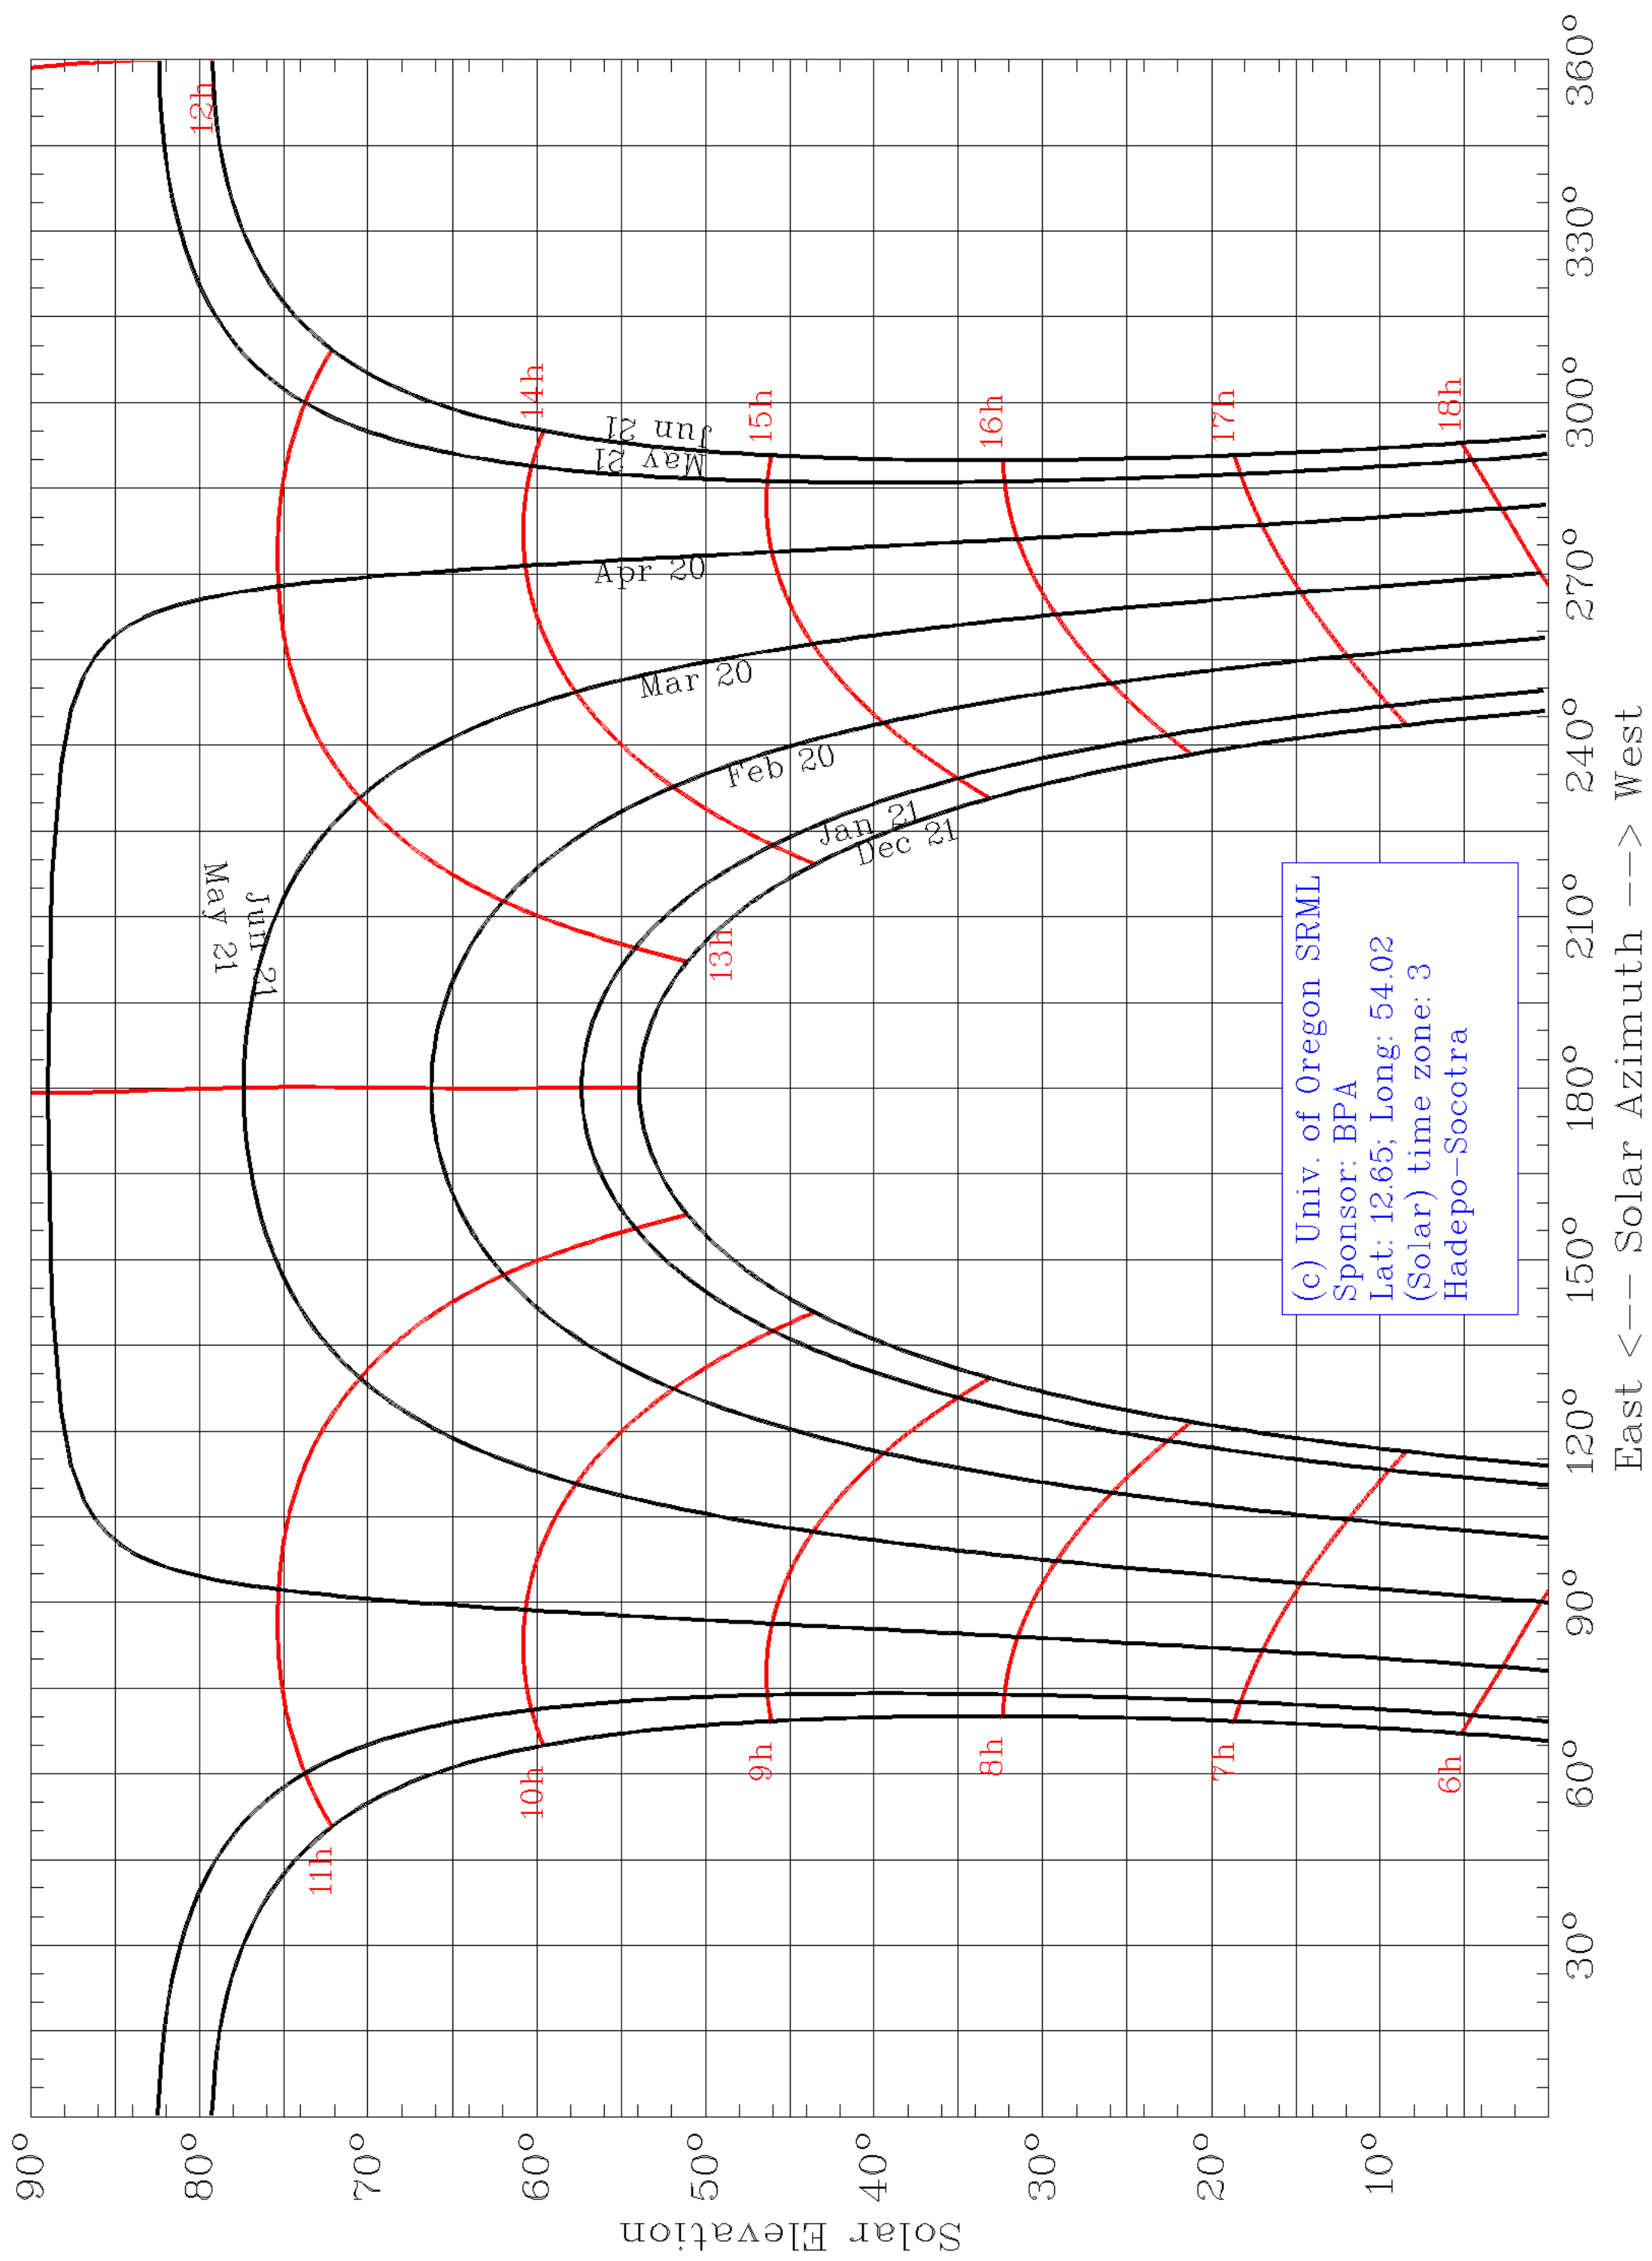 90°
80°
70°
60°
50°
40°
30°
20°
10°
Solar Elevation
30°
60°
90°
120°
150°
180°
210°
240°
270°
300°
330°
360°
East <-- Solar Azimuth --> West
6h
7h
8h
9h
10h
11h
12h
13h
14h
15h
16h
17h
18h
Jun 21
May 21
Jun 21
May 21
Apr 20
Mar 20
Feb 20
Jan 21
Dec 21
(c) Univ. of Oregon SRML
Sponsor: BPA
Lat: 12.65; Long: 54.02
(Solar) time zone: 3
Hadepo-Socotra